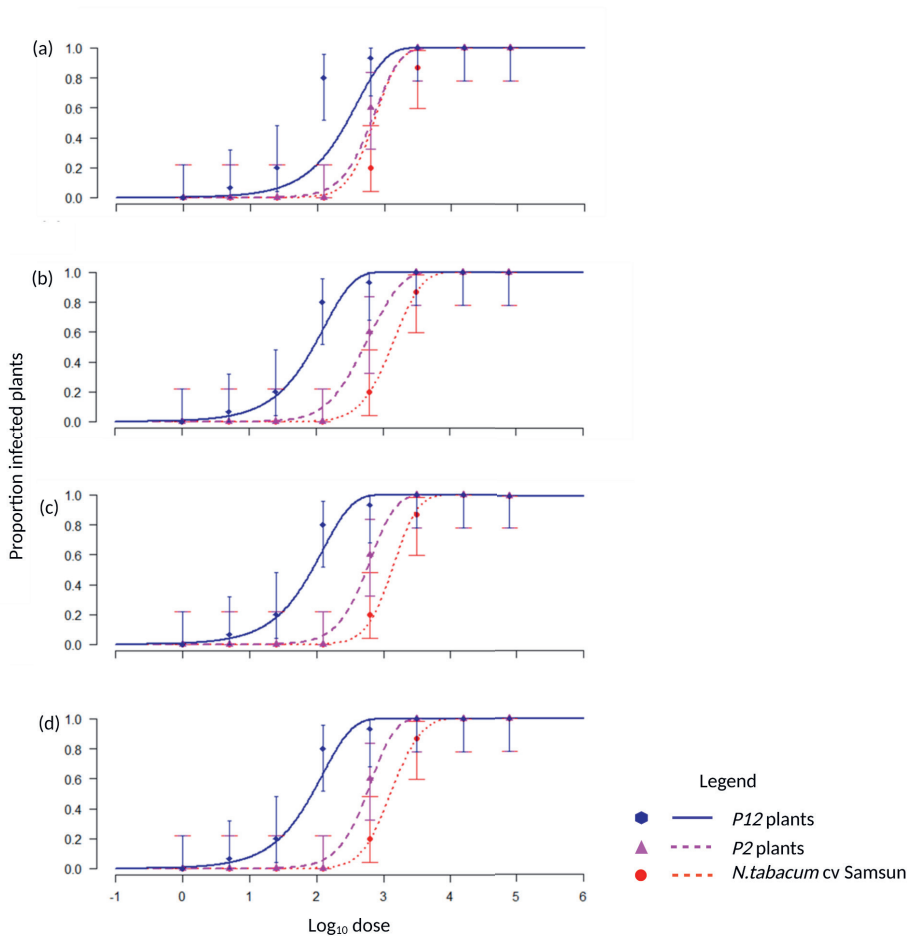 (a)
1.0
0.8
0.6
0.4
0.2
0.0
(b)
1.0
0.8
0.6
0.4
0.2
0.0
Proportion infected plants
(c)
1.0
0.8
0.6
0.4
0.2
0.0
(d)
1.0
0.8
0.6
0.4
0.2
0.0
-1 0 1 2 3 4 5 6
Log₁₀ dose
Legend
P12 plants
P2 plants
N.tabacum cv Samsun